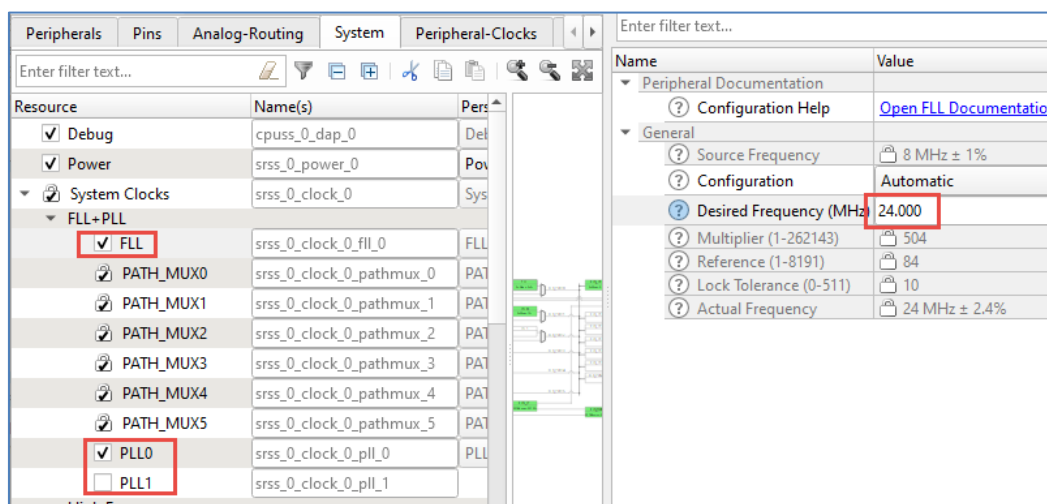 Peripherals Pins Analog-Routing System Peripheral-Clocks
Enter filter text...
Resource Name(s) Pers
Debug cpuss_0_dap_0 Deb
Power srss_0_power_0 Pov
System Clocks srss_0_clock_0 Sys
FLL+PLL
FLL srss_0_clock_0_fll_0 FLL
PATH_MUX0 srss_0_clock_0_pathmux_0 PAT
PATH_MUX1 srss_0_clock_0_pathmux_1 PAT
PATH_MUX2 srss_0_clock_0_pathmux_2 PAT
PATH_MUX3 srss_0_clock_0_pathmux_3 PAT
PATH_MUX4 srss_0_clock_0_pathmux_4 PAT
PATH_MUX5 srss_0_clock_0_pathmux_5 PAT
PLL0 srss_0_clock_0_pll_0 PLL
PLL1 srss_0_clock_0_pll_1
Enter filter text...
Name Value
Peripheral Documentation
Configuration Help Open FLL Documentatio
General
Source Frequency 8 MHz ± 1%
Configuration Automatic
Desired Frequency (MHz) 24.000
Multiplier (1-262143) 504
Reference (1-8191) 84
Lock Tolerance (0-511) 10
Actual Frequency 24 MHz ± 2.4%